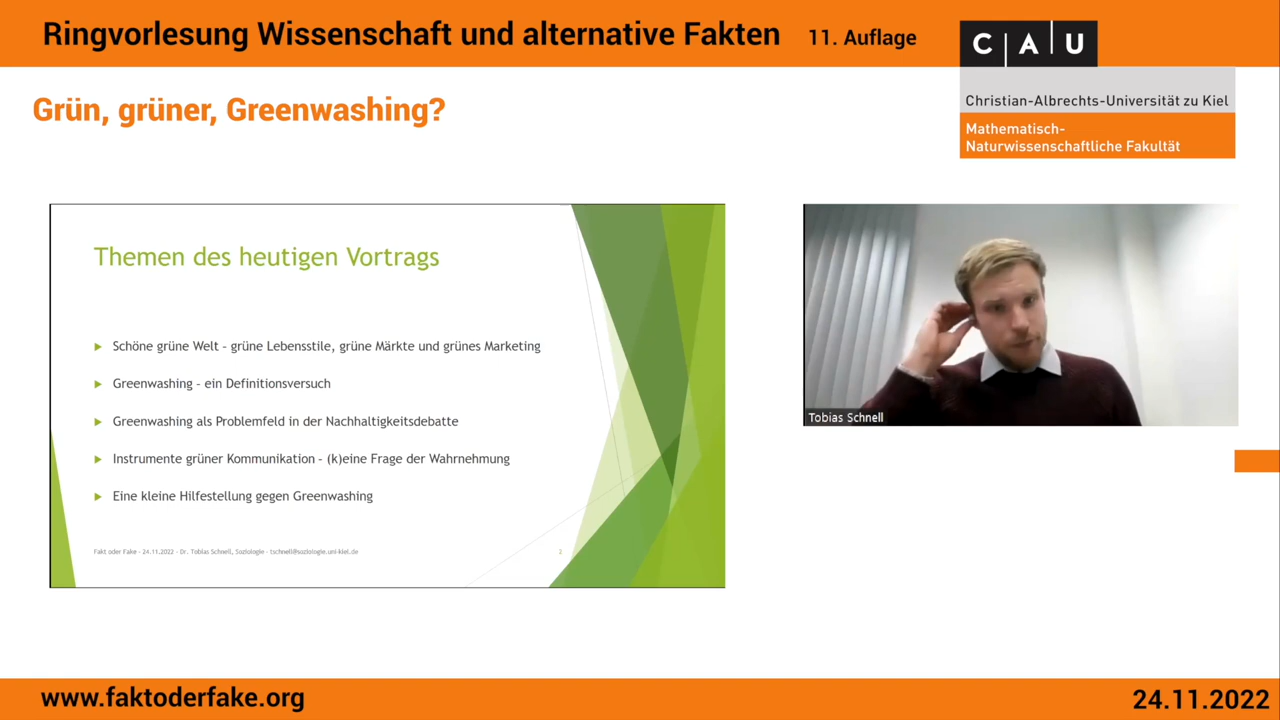 Ringvorlesung Wissenschaft und alternative Fakten 11. Auflage
CAU
Christian-Albrechts-Universität zu Kiel
Mathematisch-
Naturwissenschaftliche Fakultät
Grün, grüner, Greenwashing?
Themen des heutigen Vortrags
Schöne grüne Welt – grüne Lebensstile, grüne Märkte und grünes Marketing
Greenwashing – ein Definitionsversuch
Greenwashing als Problemfeld in der Nachhaltigkeitsdebatte
Instrumente grüner Kommunikation – (k)eine Frage der Wahrnehmung
Eine kleine Hilfestellung gegen Greenwashing
Fakt oder Fake - 24.11.2022 - Dr. Tobias Schnell, Soziologie - tschnell@soziologie.uni-kiel.de
2
Tobias Schnell
www.faktoderfake.org
24.11.2022